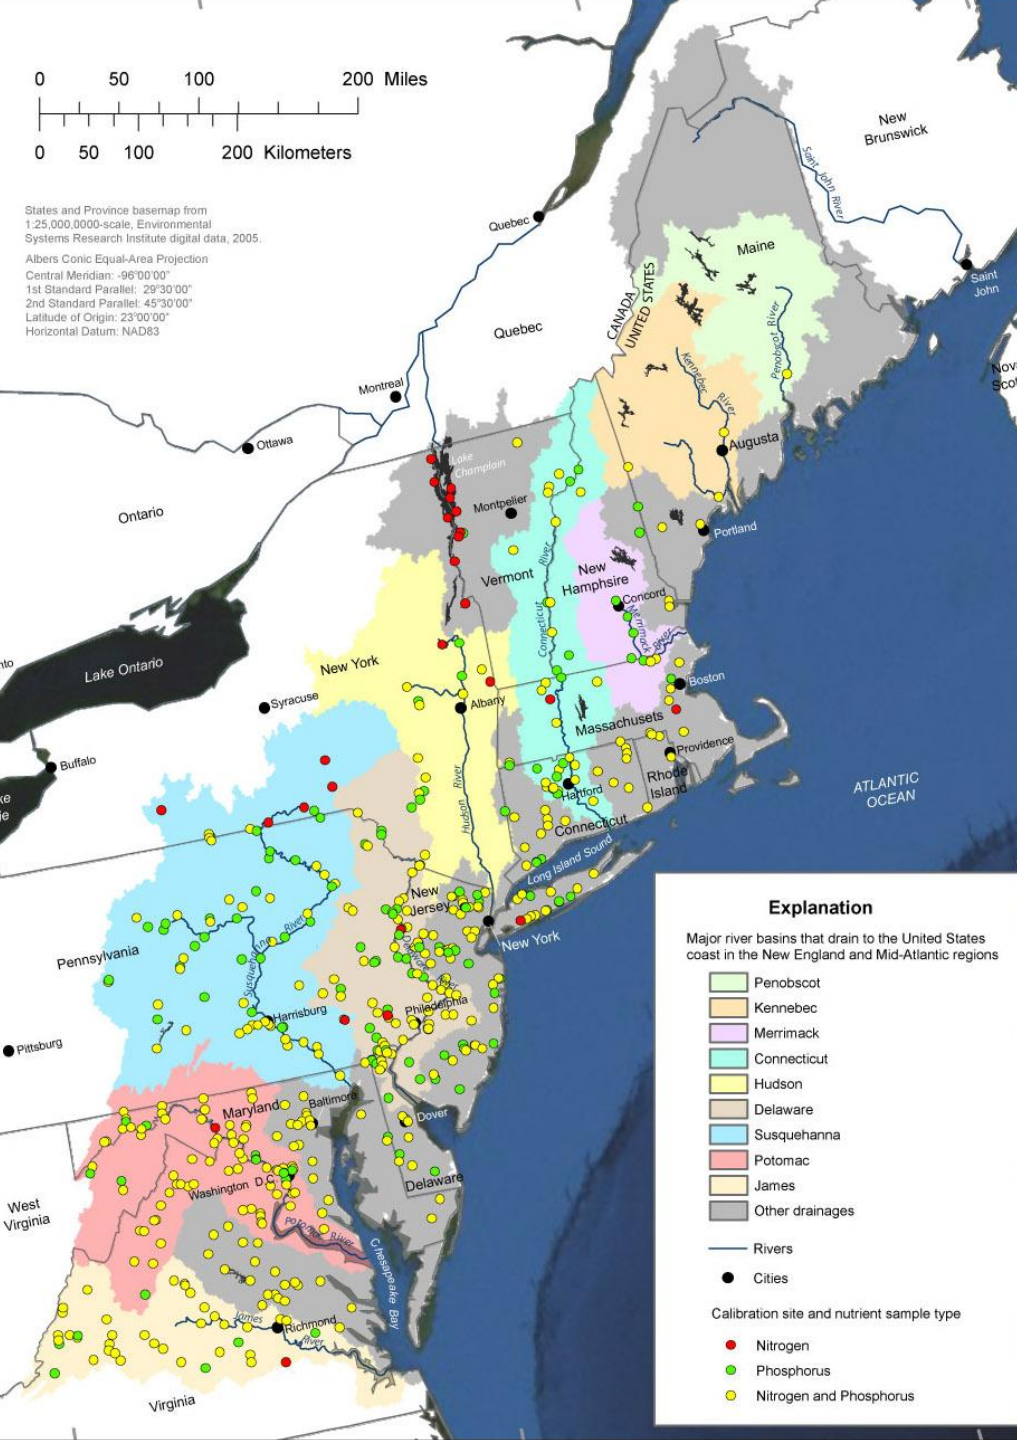 0 50 100 200 Miles
0 50 100 200 Kilometers
States and Province basemap from
1:25,000,0000-scale, Environmental
Systems Research Institute digital data, 2005.
Albers Conic Equal-Area Projection
Central Meridian: -96°00'00"
1st Standard Parallel: 29°30'00"
2nd Standard Parallel: 45°30'00"
Latitude of Origin: 23°00'00"
Horizontal Datum: NAD83
New
Brunswick
Saint John River
Quebec
Maine
Saint
John
CANADA
UNITED STATES
Quebec
Penobscot River
Kennebec
River
Nov
Sco
Montreal
Ottawa
Augusta
Lake
Champlain
Ontario
Montpelier
Portland
Vermont
New
Hamphsire
Concord
Connecticut River
Merrimack
River
nto
Lake Ontario
New York
Syracuse
Albany
Boston
Massachusets
Buffalo
Providence
ke
ie
Rhode
Island
ATLANTIC
OCEAN
Hudson River
Hartford
Connecticut
Long Island Sound
New
Jersey
New York
Pennsylvania
Susquehanna River
Delaware River
Philadelphia
Harrisburg
Pittsburg
Maryland
Baltimore
Dover
Washington D.C.
Delaware
West
Virginia
Potomac River
Chesapeake Bay
James
River
Richmond
Virginia
Explanation
Major river basins that drain to the United States
coast in the New England and Mid-Atlantic regions
Penobscot
Kennebec
Merrimack
Connecticut
Hudson
Delaware
Susquehanna
Potomac
James
Other drainages
Rivers
Cities
Calibration site and nutrient sample type
Nitrogen
Phosphorus
Nitrogen and Phosphorus